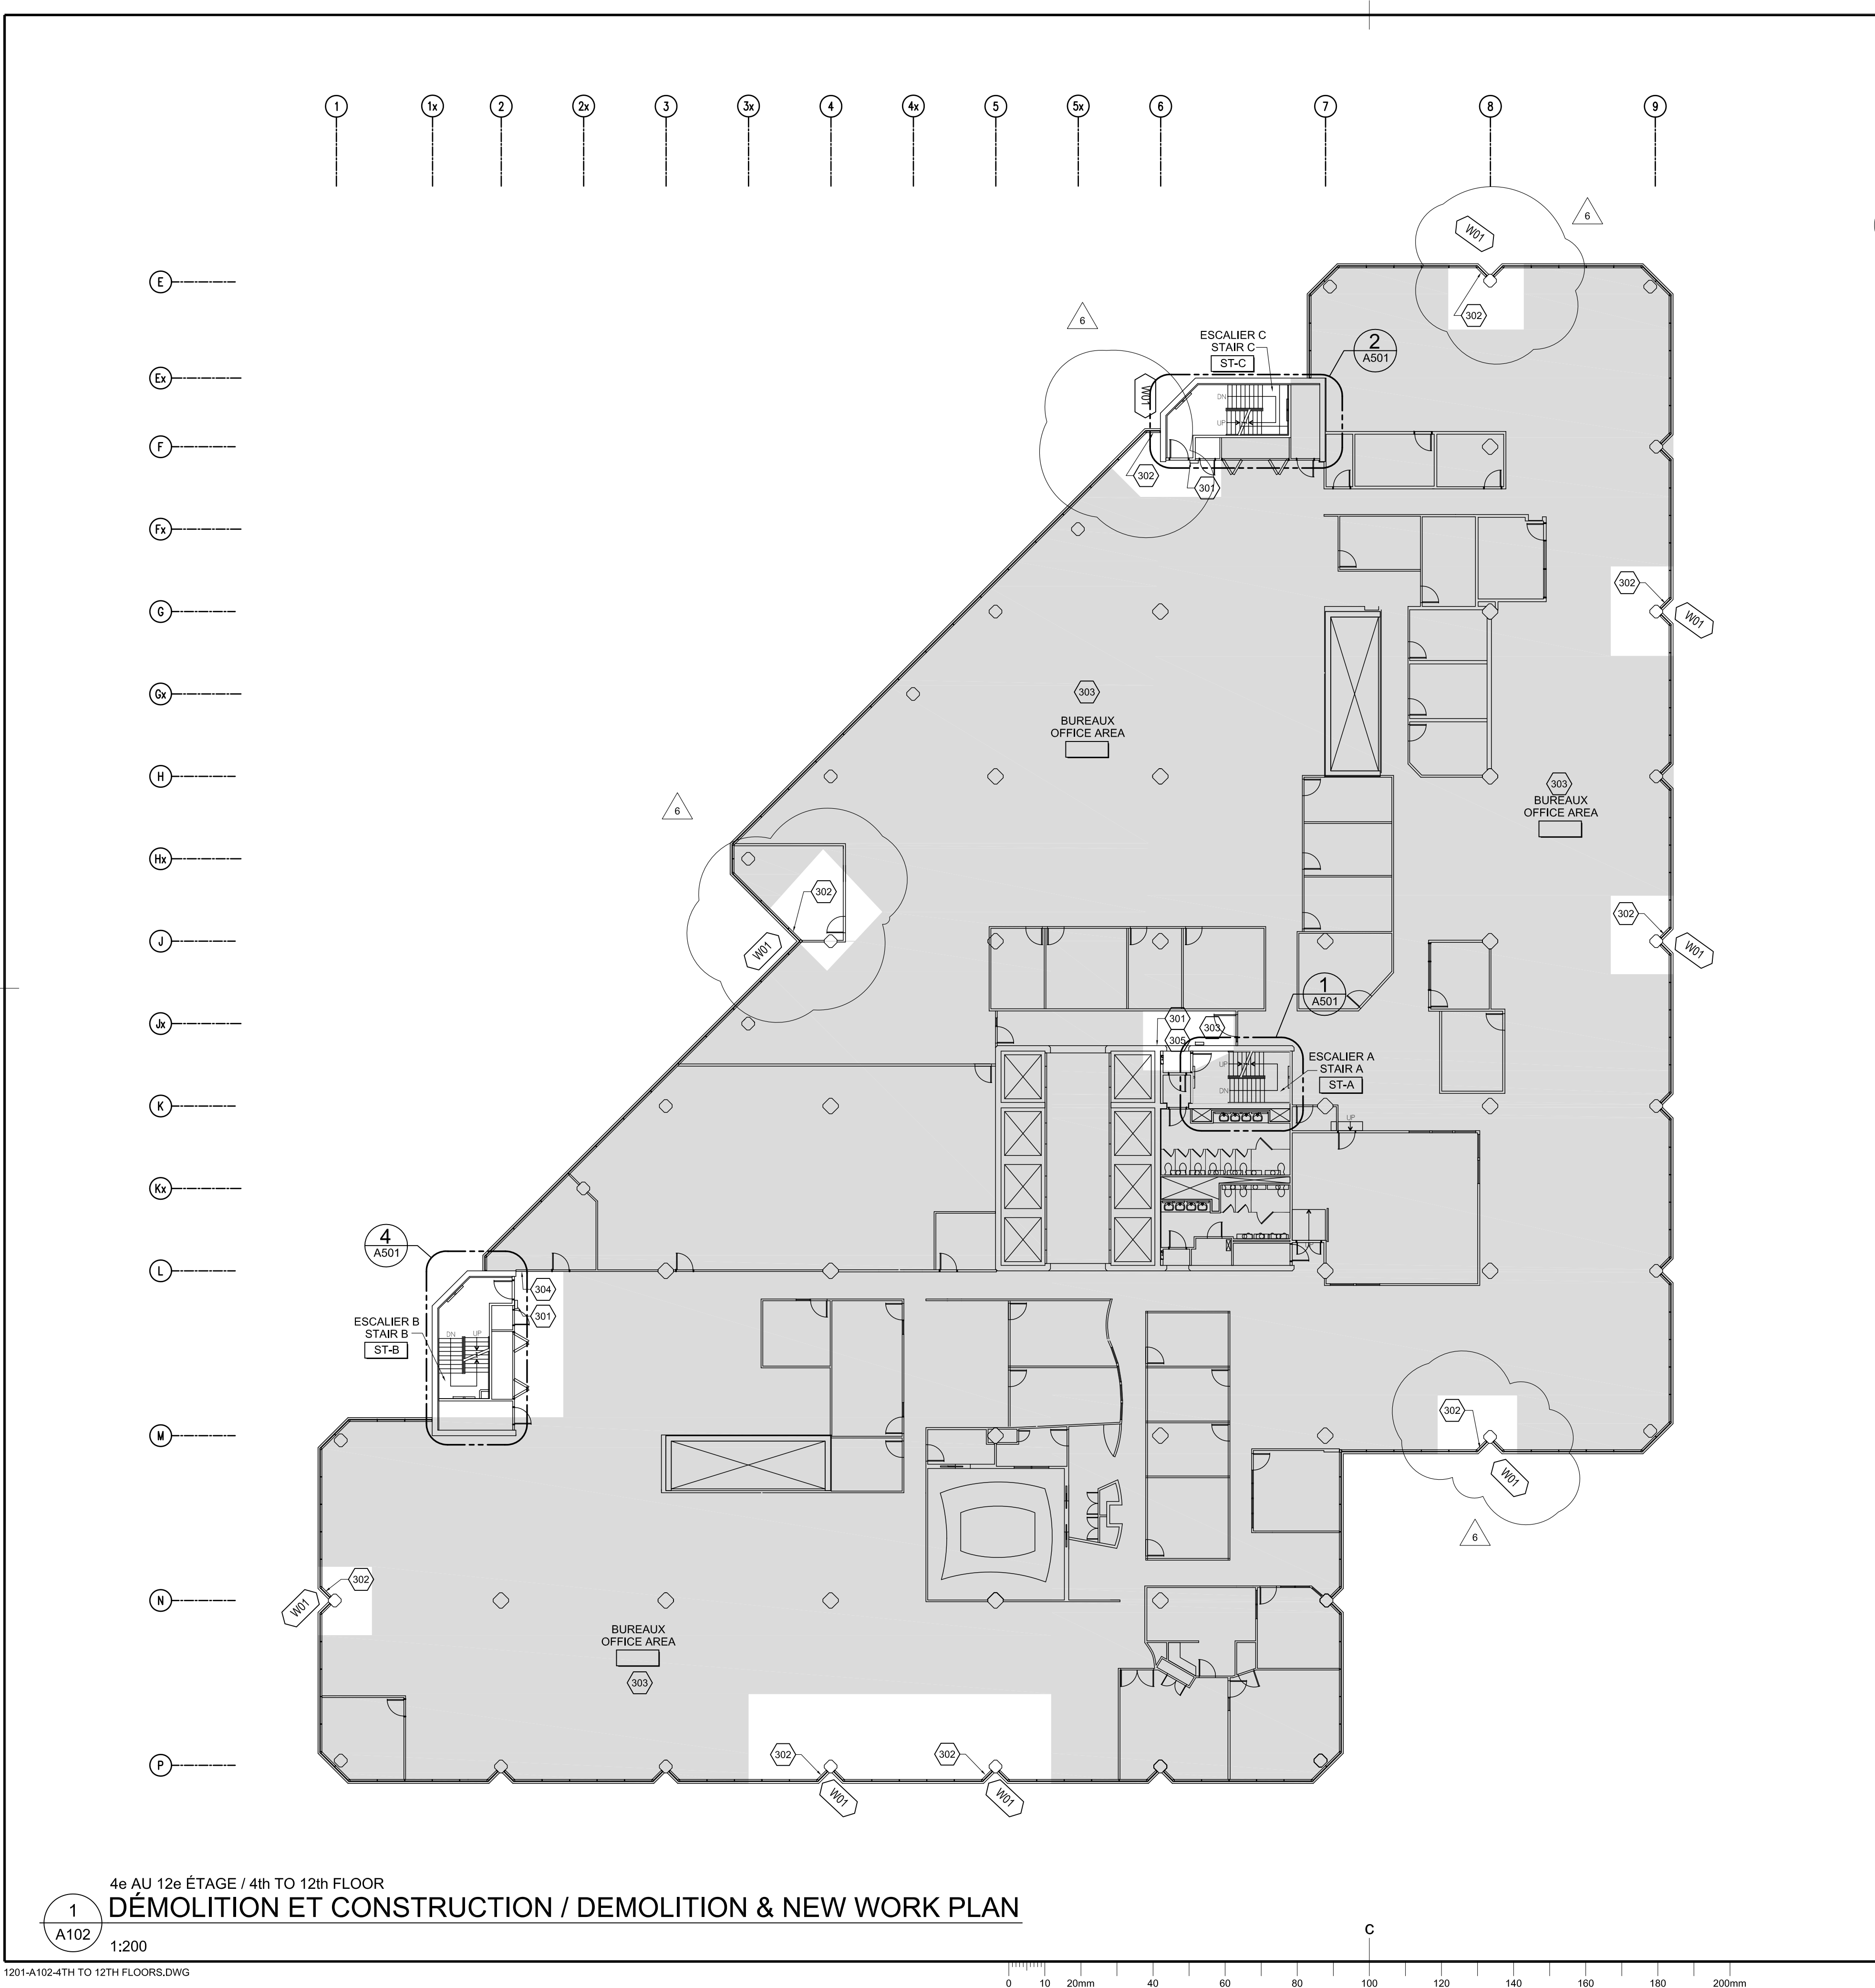 1 1x 2 2x 3 3x 4 4x 5 5x 6 7 8 9
6
W01
E
302
6
ESCALIER C
STAIR C
ST-C
2
A501
Ex
W01
DN
UP
F
302
301
Fx
302
G
W01
303
Gx
BUREAUX
OFFICE AREA
H
303
BUREAUX
OFFICE AREA
6
Hx
302
302
J
W01
W01
1
A501
Jx
301
303
305
ESCALIER A
STAIR A
ST-A
UP
DN
K
UP
Kx
4
A501
L
304
301
ESCALIER B
STAIR B
ST-B
DN UP
302
M
W01
6
302
N
W01
BUREAUX
OFFICE AREA
303
302
302
P
W01
W01
4e AU 12e ÉTAGE / 4th TO 12th FLOOR
1
A102
DÉMOLITION ET CONSTRUCTION / DEMOLITION & NEW WORK PLAN
1:200
C
1201-A102-4TH TO 12TH FLOORS.DWG
0 10 20mm 40 60 80 100 120 140 160 180 200mm